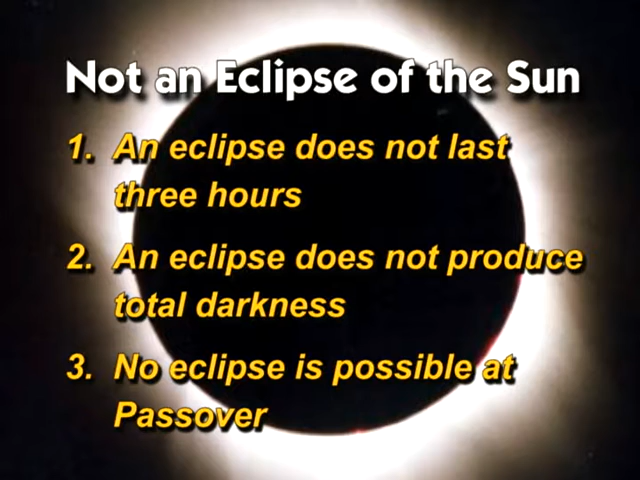 Not an Eclipse of the Sun
1. An eclipse does not last
three hours
2. An eclipse does not produce
total darkness
3. No eclipse is possible at
Passover